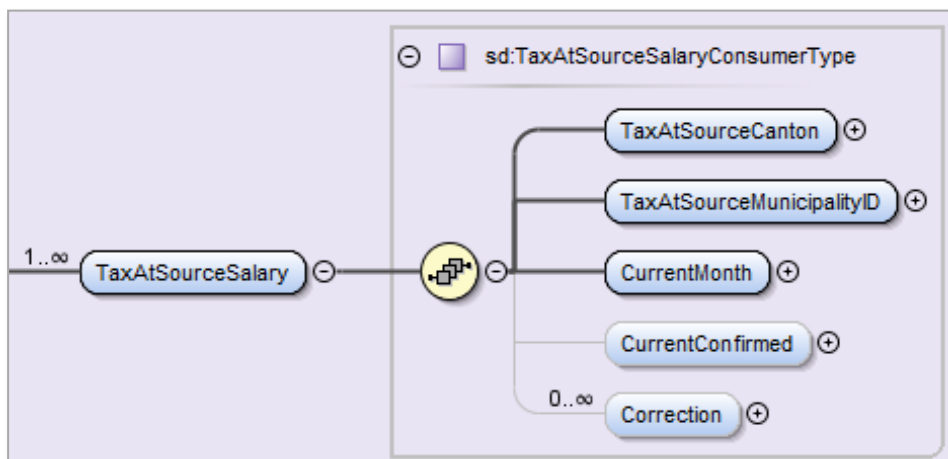 sd:TaxAtSourceSalaryConsumerType
TaxAtSourceCanton
TaxAtSourceMunicipalityID
1..∞
TaxAtSourceSalary
CurrentMonth
CurrentConfirmed
0..∞
Correction